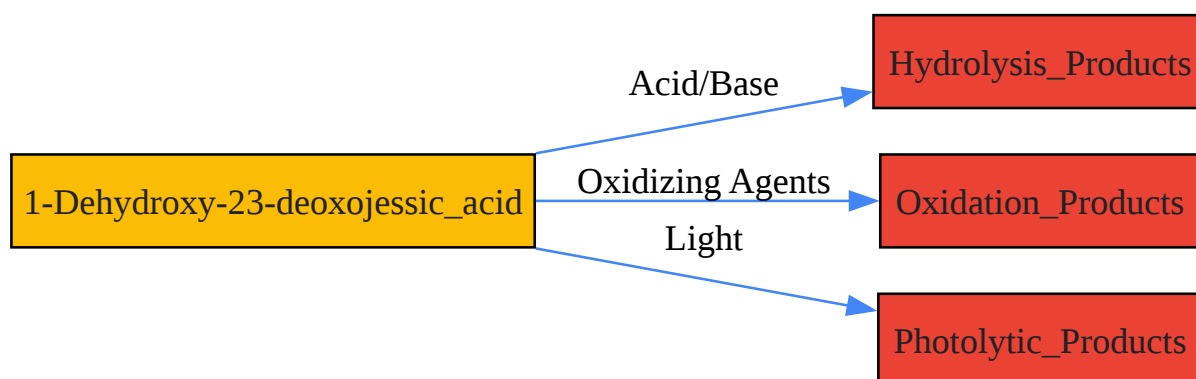 Hydrolysis_Products
Acid/Base
1-Dehydroxy-23-deoxojessic_acid
Oxidizing Agents
Oxidation_Products
Light
Photolytic_Products